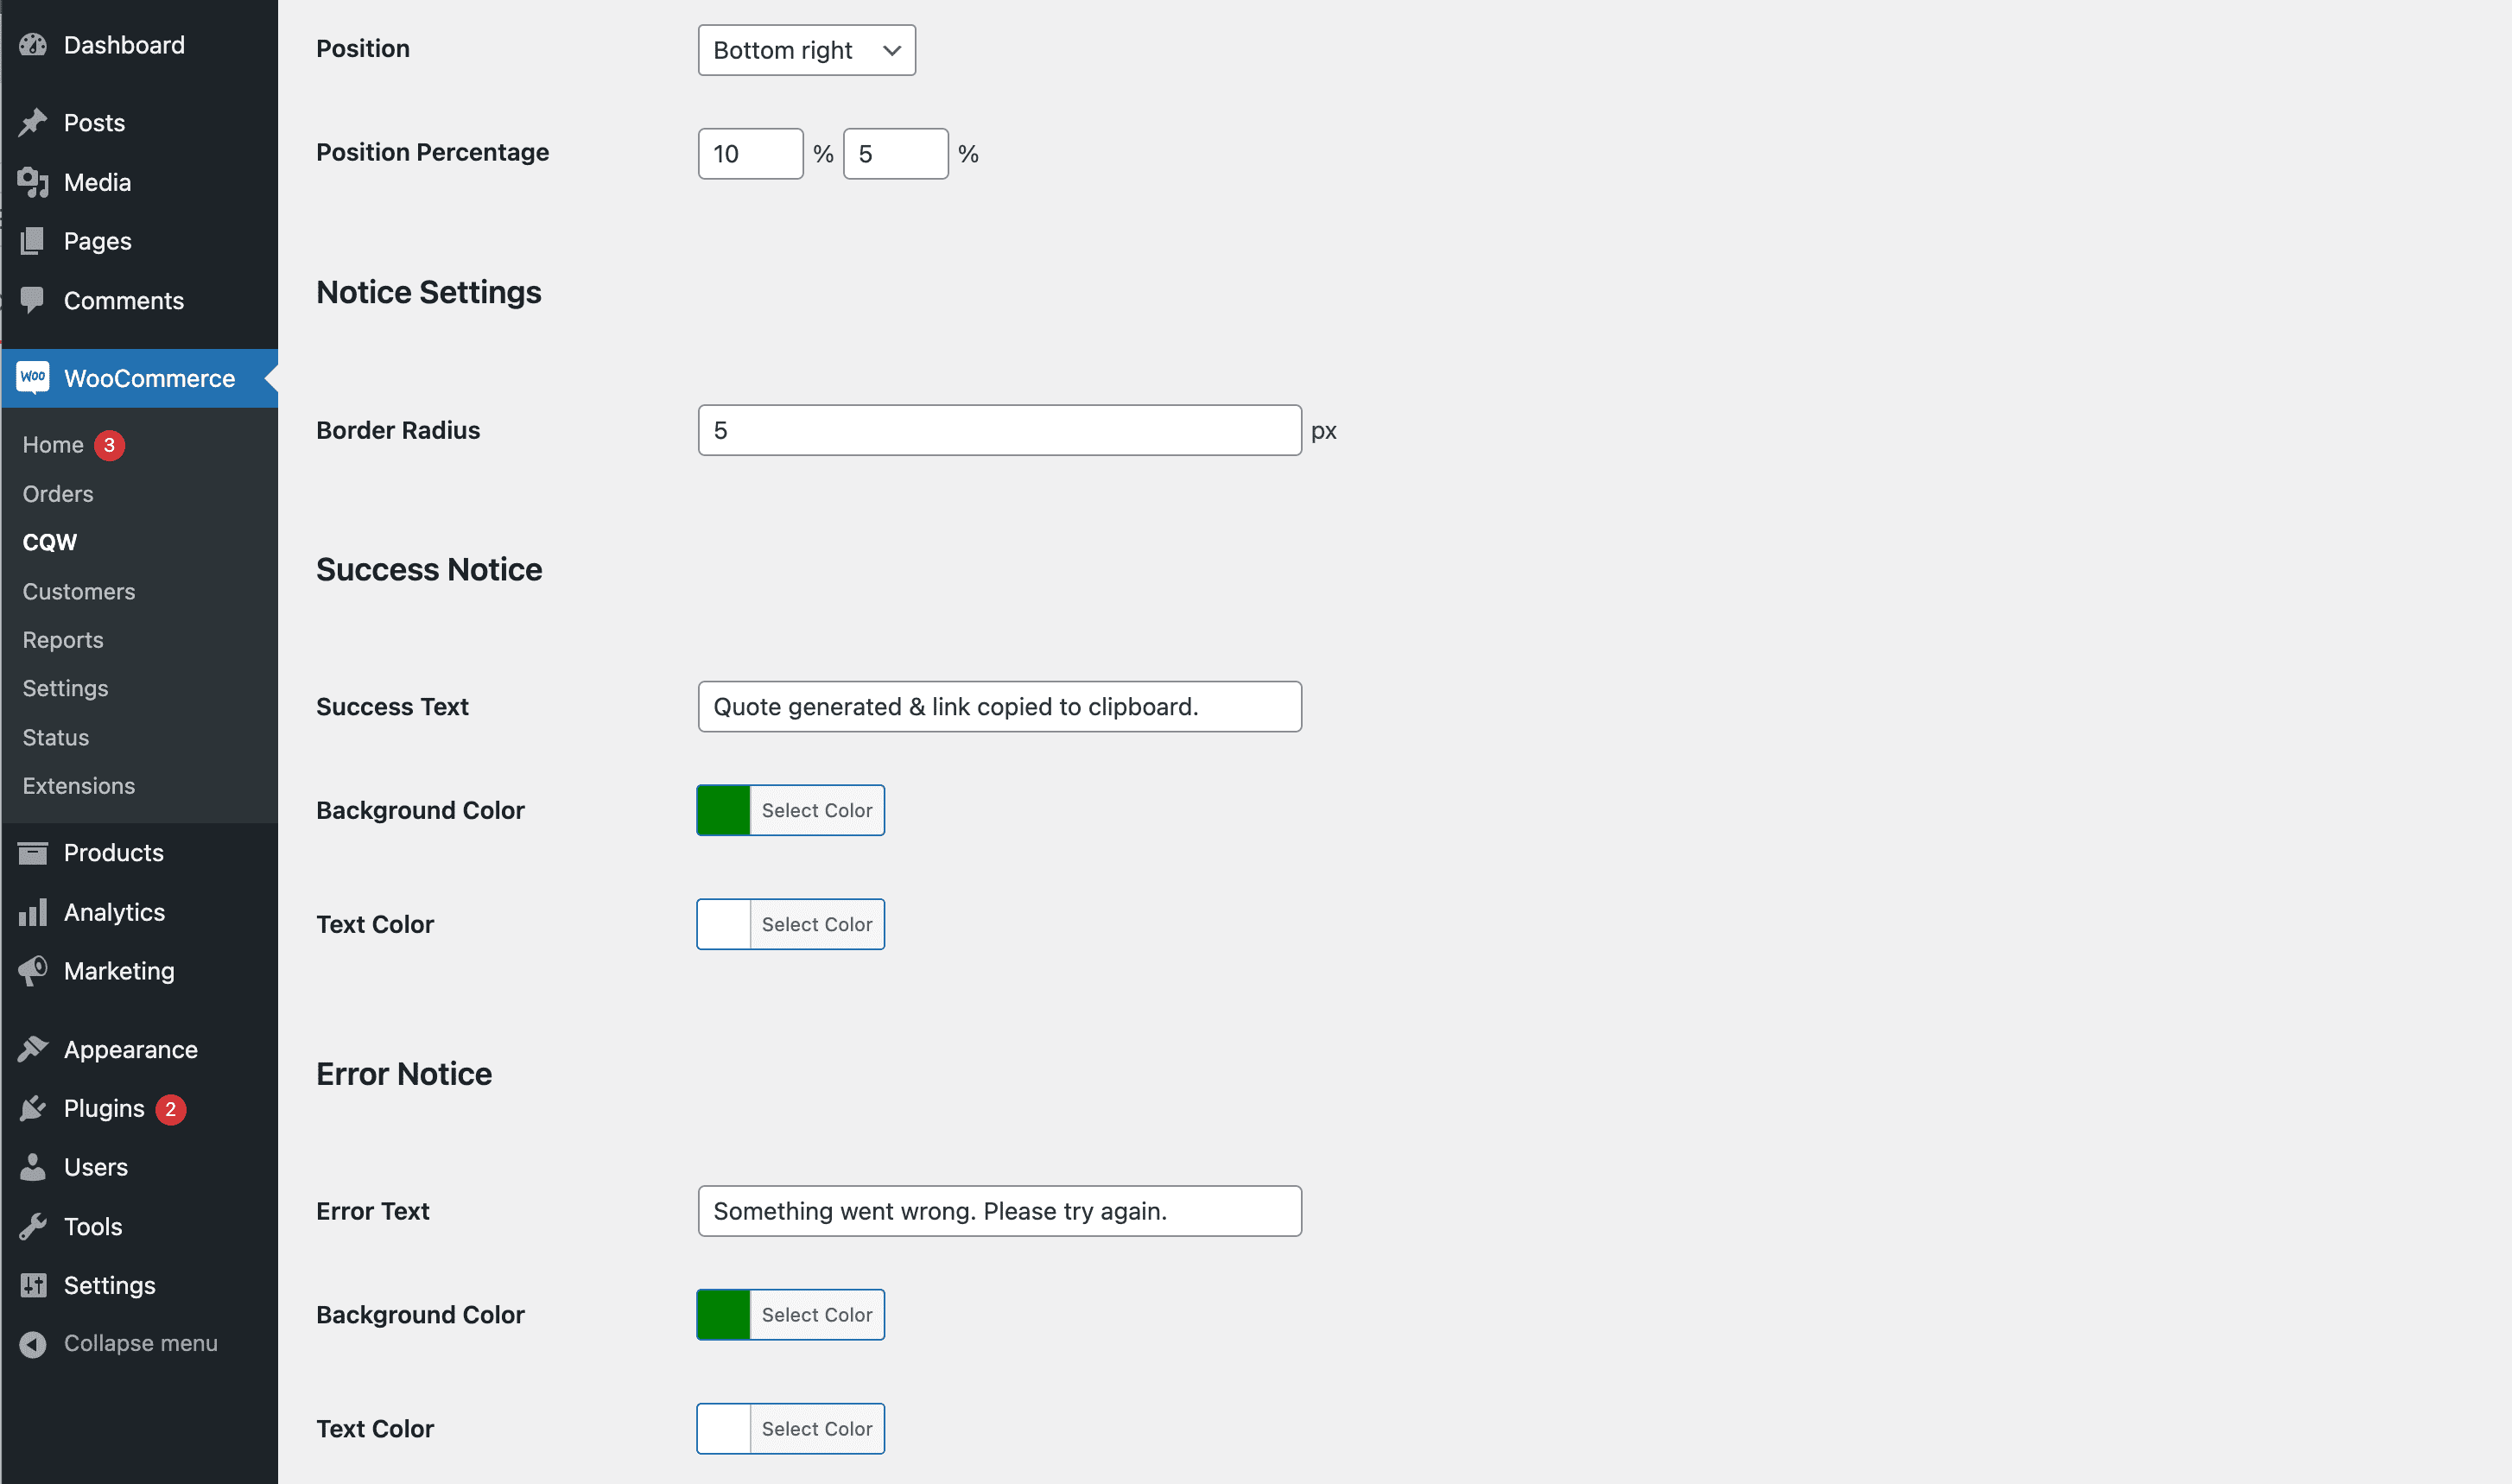 Dashboard
Posts
Media
Pages
Comments
Woo WooCommerce
Home 3
Orders
CQW
Customers
Reports
Settings
Status
Extensions
Products
Analytics
Marketing
Appearance
Plugins 2
Users
Tools
Settings
Collapse menu
Position Bottom right
Position Percentage 10 % 5 %
Notice Settings
Border Radius 5 px
Success Notice
Success Text Quote generated & link copied to clipboard.
Background Color Select Color
Text Color Select Color
Error Notice
Error Text Something went wrong. Please try again.
Background Color Select Color
Text Color Select Color